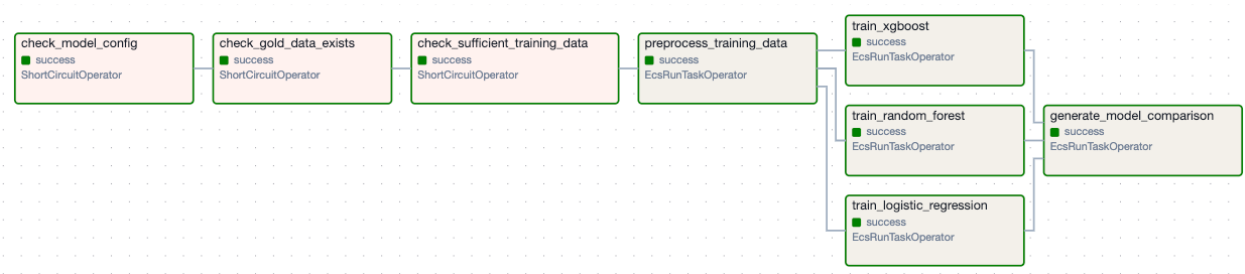 check_model_config
success
ShortCircuitOperator
check_gold_data_exists
success
ShortCircuitOperator
check_sufficient_training_data
success
ShortCircuitOperator
preprocess_training_data
success
EcsRunTaskOperator
train_xgboost
success
EcsRunTaskOperator
train_random_forest
success
EcsRunTaskOperator
train_logistic_regression
success
EcsRunTaskOperator
generate_model_comparison
success
EcsRunTaskOperator